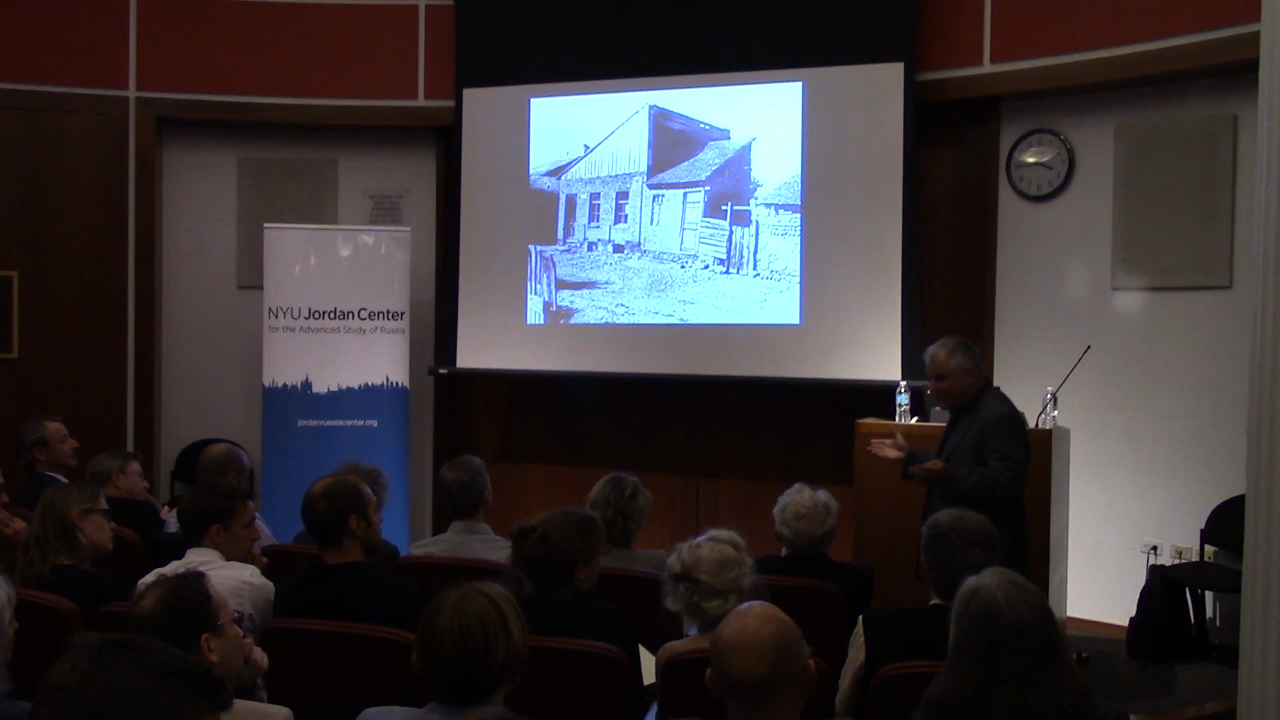 NYU Jordan Center
for the Advanced Study of Russia
jordanrussiacenter.org